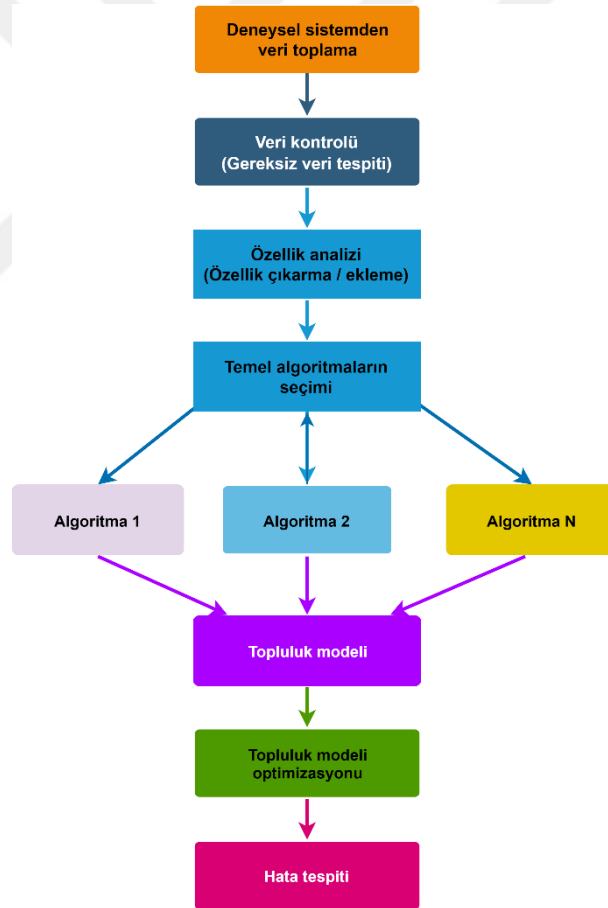 Deneysel sistemden
veri toplama
Veri kontrolü
(Gereksiz veri tespiti)
Özellik analizi
(Özellik çıkarma / ekleme)
Temel algoritmaların
seçimi
Algoritma 1
Algoritma 2
Algoritma N
Topluluk modeli
Topluluk modeli
optimizasyonu
Hata tespiti